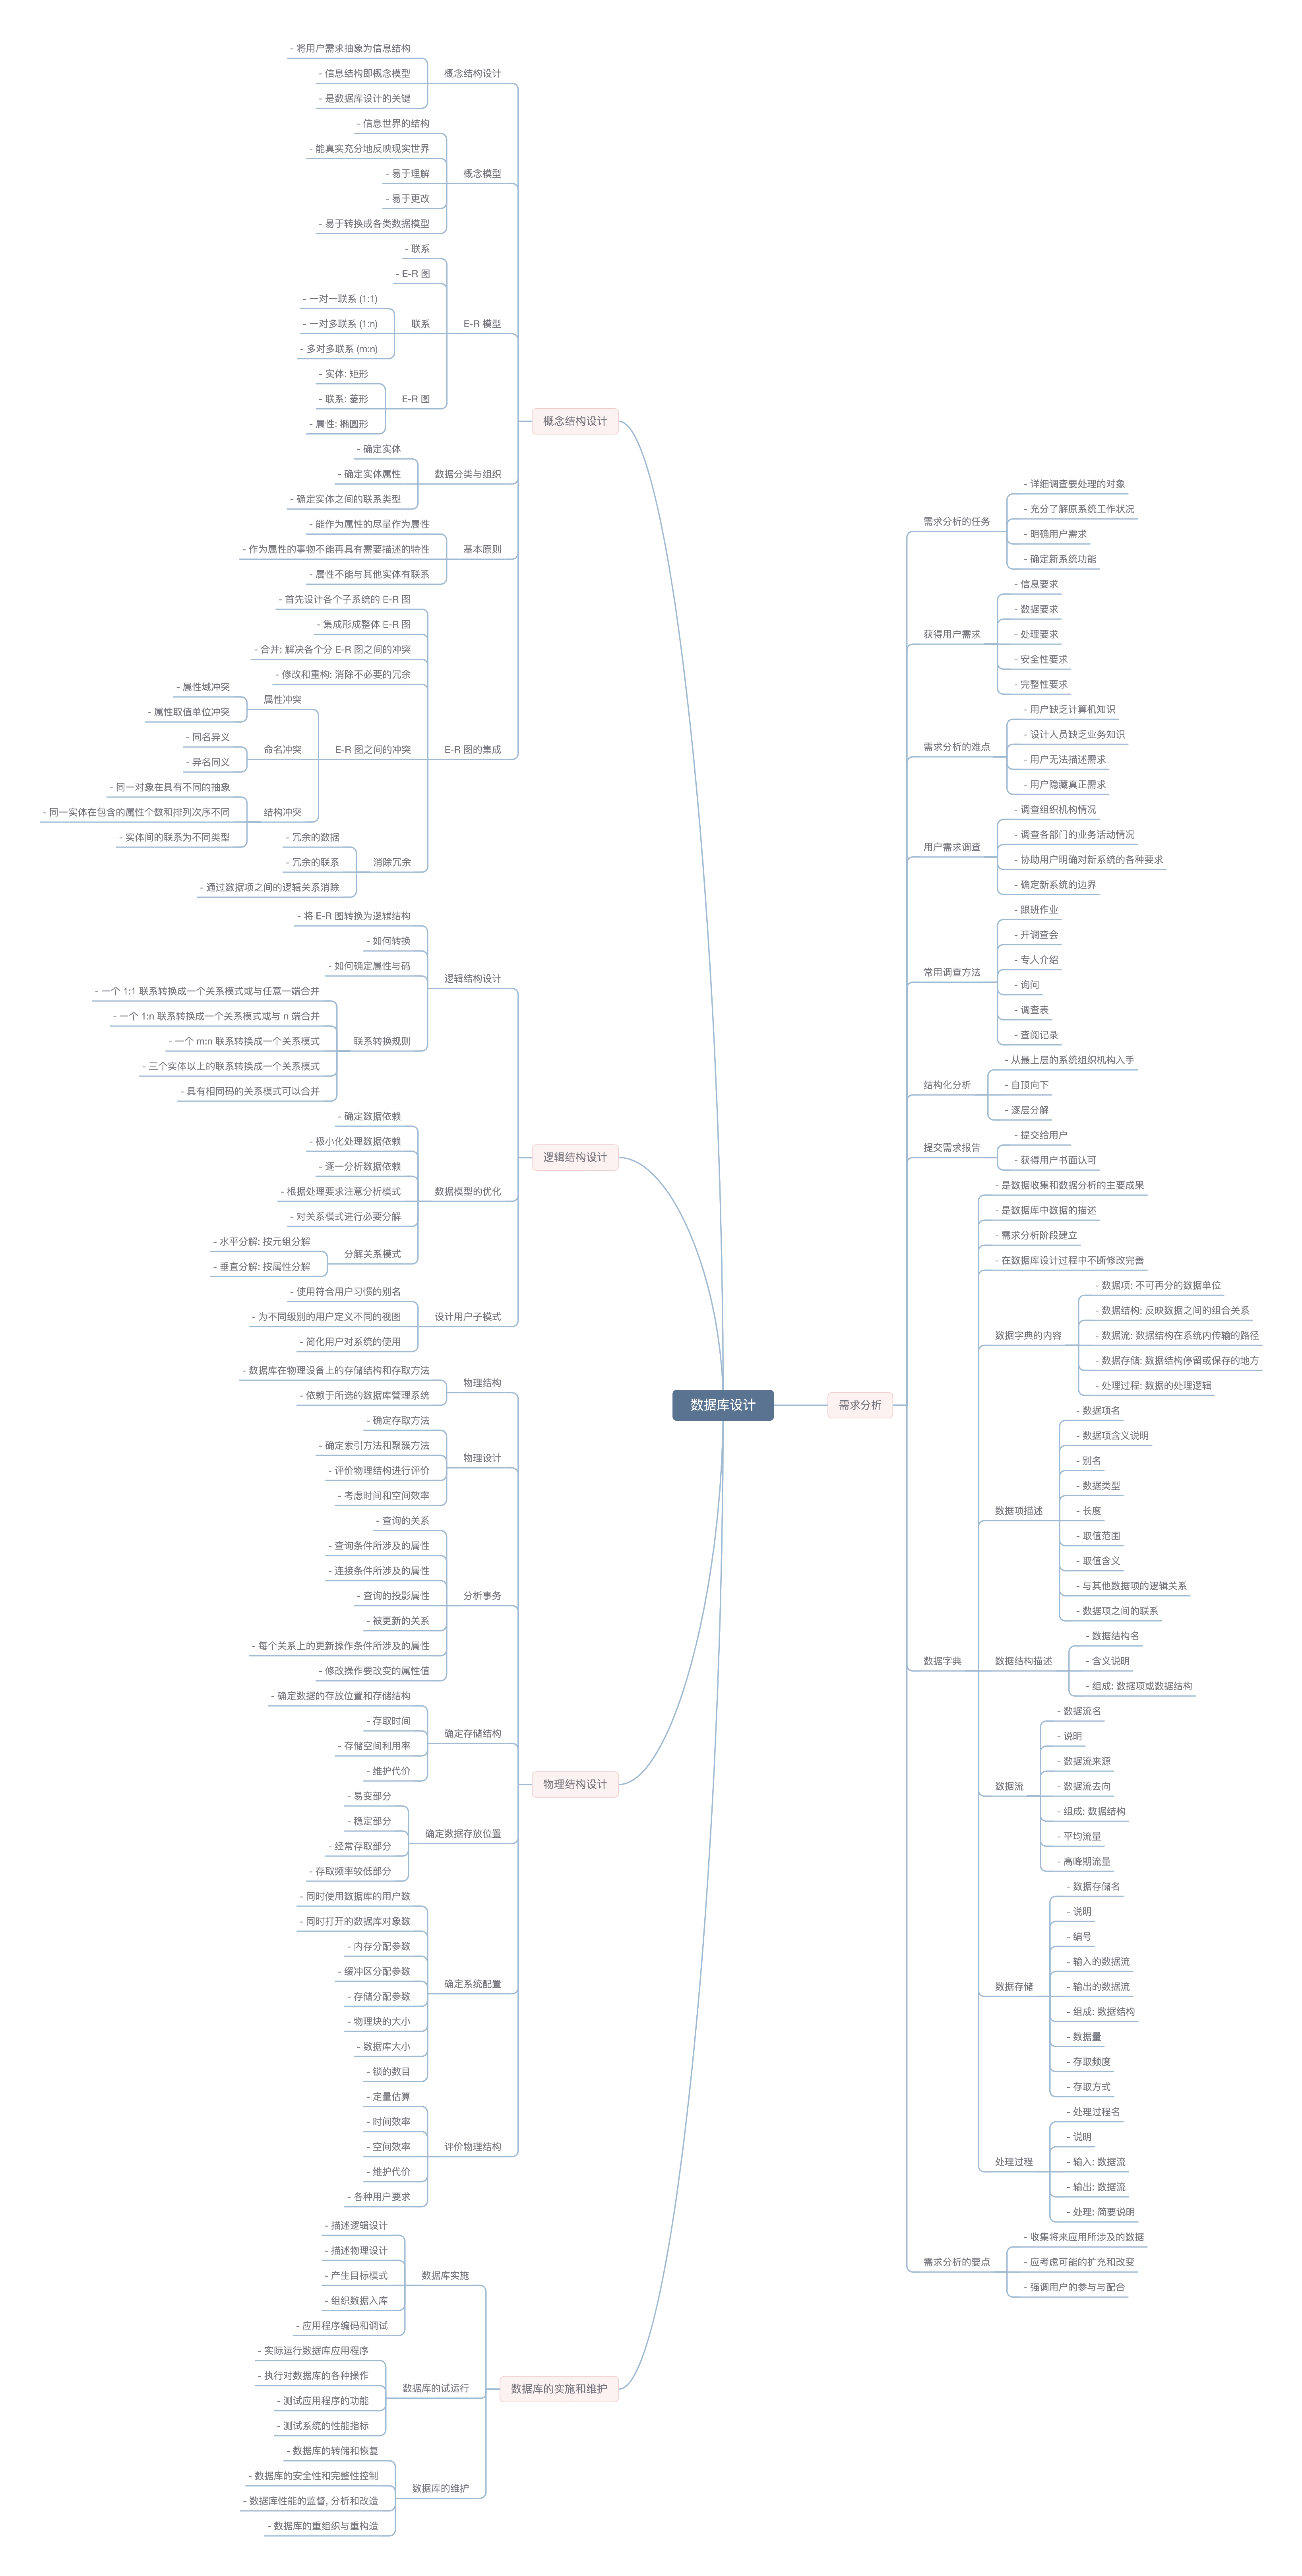 数据库设计
需求分析
需求分析的任务
- 详细调查要处理的对象
- 充分了解原系统工作状况
- 明确用户需求
- 确定新系统功能
获得用户需求
- 信息要求
- 数据要求
- 处理要求
- 安全性要求
- 完整性要求
需求分析的难点
- 用户缺乏计算机知识
- 设计人员缺乏业务知识
- 用户无法描述需求
- 用户隐藏真正需求
用户需求调查
- 调查组织机构情况
- 调查各部门的业务活动情况
- 协助用户明确对新系统的各种要求
- 确定新系统的边界
常用调查方法
- 跟班作业
- 开调查会
- 专人介绍
- 询问
- 调查表
- 查阅记录
结构化分析
- 从最上层的系统组织机构入手
- 自顶向下
- 逐层分解
提交需求报告
- 提交给用户
- 获得用户书面认可
数据字典
- 是数据收集和数据分析的主要成果
- 是数据库中数据的描述
- 需求分析阶段建立
- 在数据库设计过程中不断修改完善
数据字典的内容
- 数据项: 不可再分的数据单位
- 数据结构: 反映数据之间的组合关系
- 数据流: 数据结构在系统内传输的路径
- 数据存储: 数据结构停留或保存的地方
- 处理过程: 数据的处理逻辑
数据项描述
- 数据项名
- 数据项含义说明
- 别名
- 数据类型
- 长度
- 取值范围
- 取值含义
- 与其他数据项的逻辑关系
- 数据项之间的联系
数据结构描述
- 数据结构名
- 含义说明
- 组成: 数据项或数据结构
数据流
- 数据流名
- 说明
- 数据流来源
- 数据流去向
- 组成: 数据结构
- 平均流量
- 高峰期流量
数据存储
- 数据存储名
- 说明
- 编号
- 输入的数据流
- 输出的数据流
- 组成: 数据结构
- 数据量
- 存取频度
- 存取方式
处理过程
- 处理过程名
- 说明
- 输入: 数据流
- 输出: 数据流
- 处理: 简要说明
需求分析的要点
- 收集将来应用所涉及的数据
- 应考虑可能的扩充和改变
- 强调用户的参与与配合
概念结构设计
概念结构设计
- 将用户需求抽象为信息结构
- 信息结构即概念模型
- 是数据库设计的关键
概念模型
- 信息世界的结构
- 能真实充分地反映现实世界
- 易于理解
- 易于更改
- 易于转换成各类数据模型
E-R 模型
- 联系
- E-R 图
联系
- 一对一联系 (1:1)
- 一对多联系 (1:n)
- 多对多联系 (m:n)
E-R 图
- 实体: 矩形
- 联系: 菱形
- 属性: 椭圆形
数据分类与组织
- 确定实体
- 确定实体属性
- 确定实体之间的联系类型
基本原则
- 能作为属性的尽量作为属性
- 作为属性的事物不能再具有需要描述的特性
- 属性不能与其他实体有联系
E-R 图的集成
- 首先设计各个子系统的 E-R 图
- 集成形成整体 E-R 图
- 合并: 解决各个分 E-R 图之间的冲突
- 修改和重构: 消除不必要的冗余
E-R 图之间的冲突
属性冲突
- 属性域冲突
- 属性取值单位冲突
命名冲突
- 同名异义
- 异名同义
结构冲突
- 同一对象在具有不同的抽象
- 同一实体在包含的属性个数和排列次序不同
- 实体间的联系为不同类型
消除冗余
- 冗余的数据
- 冗余的联系
- 通过数据项之间的逻辑关系消除
逻辑结构设计
逻辑结构设计
- 将 E-R 图转换为逻辑结构
- 如何转换
- 如何确定属性与码
联系转换规则
- 一个 1:1 联系转换成一个关系模式或与任意一端合并
- 一个 1:n 联系转换成一个关系模式或与 n 端合并
- 一个 m:n 联系转换成一个关系模式
- 三个实体以上的联系转换成一个关系模式
- 具有相同码的关系模式可以合并
数据模型的优化
- 确定数据依赖
- 极小化处理数据依赖
- 逐一分析数据依赖
- 根据处理要求注意分析模式
- 对关系模式进行必要分解
分解关系模式
- 水平分解: 按元组分解
- 垂直分解: 按属性分解
设计用户子模式
- 使用符合用户习惯的别名
- 为不同级别的用户定义不同的视图
- 简化用户对系统的使用
物理结构设计
物理结构
- 数据库在物理设备上的存储结构和存取方法
- 依赖于所选的数据库管理系统
物理设计
- 确定存取方法
- 确定索引方法和聚簇方法
- 评价物理结构进行评价
- 考虑时间和空间效率
分析事务
- 查询的关系
- 查询条件所涉及的属性
- 连接条件所涉及的属性
- 查询的投影属性
- 被更新的关系
- 每个关系上的更新操作条件所涉及的属性
- 修改操作要改变的属性值
确定存储结构
- 确定数据的存放位置和存储结构
- 存取时间
- 存储空间利用率
- 维护代价
确定数据存放位置
- 易变部分
- 稳定部分
- 经常存取部分
- 存取频率较低部分
确定系统配置
- 同时使用数据库的用户数
- 同时打开的数据库对象数
- 内存分配参数
- 缓冲区分配参数
- 存储分配参数
- 物理块的大小
- 数据库大小
- 锁的数目
评价物理结构
- 定量估算
- 时间效率
- 空间效率
- 维护代价
- 各种用户要求
数据库的实施和维护
数据库实施
- 描述逻辑设计
- 描述物理设计
- 产生目标模式
- 组织数据入库
- 应用程序编码和调试
数据库的试运行
- 实际运行数据库应用程序
- 执行对数据库的各种操作
- 测试应用程序的功能
- 测试系统的性能指标
数据库的维护
- 数据库的转储和恢复
- 数据库的安全性和完整性控制
- 数据库性能的监督, 分析和改造
- 数据库的重组织与重构造